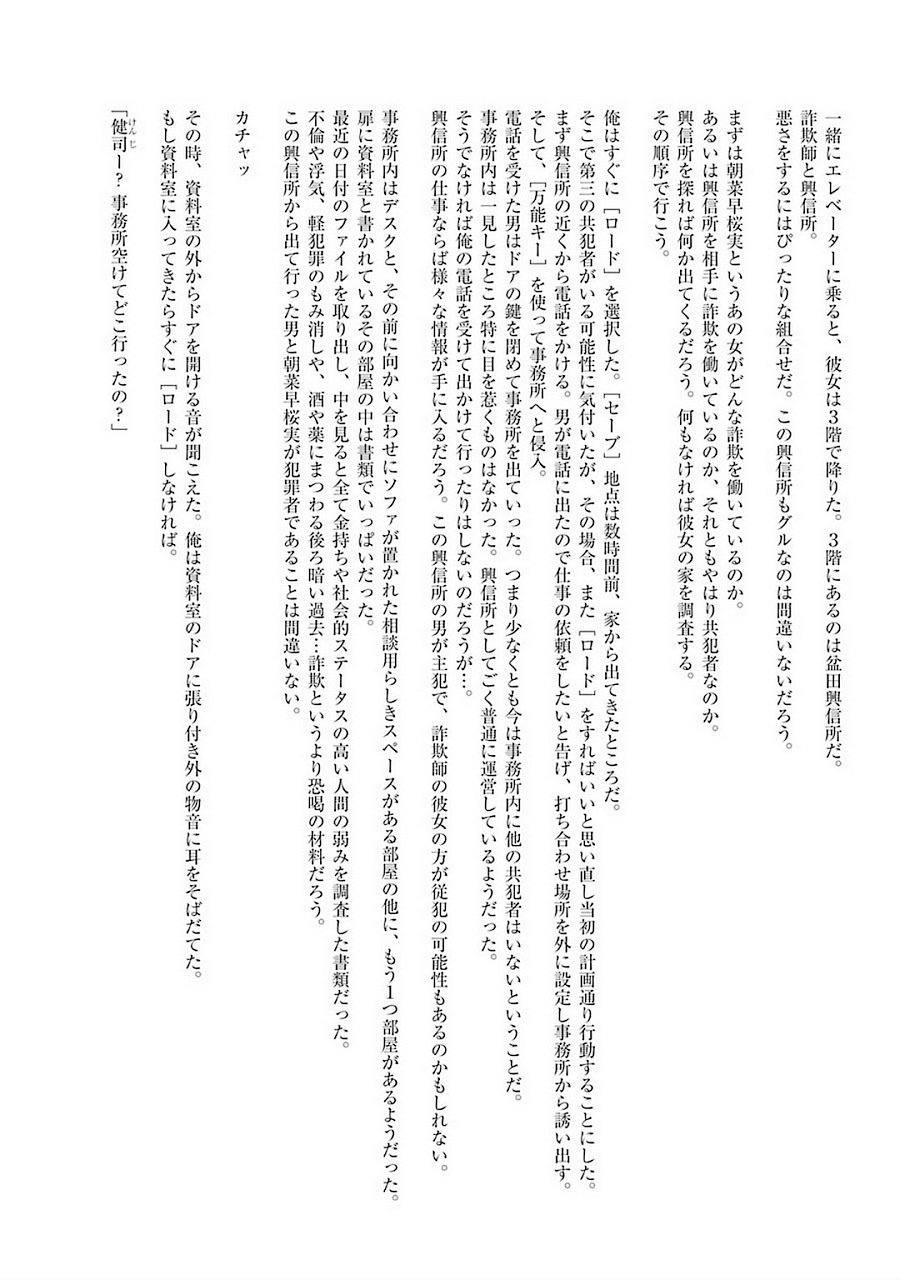 一緒にエレベーターに乗ると、彼女は３階で降りた。３階にあるのは盆田興信所だ。
詐欺師と興信所。
悪さをするにはぴったりな組合せだ。この興信所もグルなのは間違いないだろう。
まずは朝菜早桜実というあの女がどんな詐欺を働いているのか。
あるいは興信所を相手に詐欺を働いているのか、それともやはり共犯者なのか。
興信所を探れば何か出てくるだろう。何もなければ彼女の家を調査する。
その順序で行こう。
俺はすぐに［ロード］を選択した。［セーブ］地点は数時間前、家から出てきたところだ。
そこで第三の共犯者がいる可能性に気付いたが、その場合、また［ロード］をすればいいと思い直し当初の計画通り行動することにした。
まず興信所の近くから電話をかける。男が電話に出たので仕事の依頼をしたいと告げ、打ち合わせ場所を外に設定し事務所から誘い出す。
そして、［万能キー］を使って事務所へと侵入。
電話を受けた男はドアの鍵を閉めて事務所を出ていった。つまり少なくとも今は事務所内に他の共犯者はいないということだ。
事務所内は一見したところ特に目を惹くものはなかった。興信所としてごく普通に運営しているようだった。
そうでなければ俺の電話を受けて出かけて行ったりはしないのだろうが…。
興信所の仕事ならば様々な情報が手に入るだろう。この興信所の男が主犯で、詐欺師の彼女の方が従犯の可能性もあるのかもしれない。
事務所内はデスクと、その前に向かい合わせにソファが置かれた相談用らしきスペースがある部屋の他に、もう１つ部屋があるようだった。
扉に資料室と書かれているその部屋の中は書類でいっぱいだった。
最近の日付のファイルを取り出し、中を見ると全て金持ちや社会的ステータスの高い人間の弱みを調査した書類だった。
不倫や浮気、軽犯罪のもみ消しや、酒や薬にまつわる後ろ暗い過去…詐欺というより恐喝の材料だろう。
この興信所から出て行った男と朝菜早桜実が犯罪者であることは間違いない。
カチャッ
その時、資料室の外からドアを開ける音が聞こえた。俺は資料室のドアに張り付き外の物音に耳をそばだてた。
もし資料室に入ってきたらすぐに［ロード］しなければ。
「健司ー？　事務所空けてどこ行ったの？」
けんじ